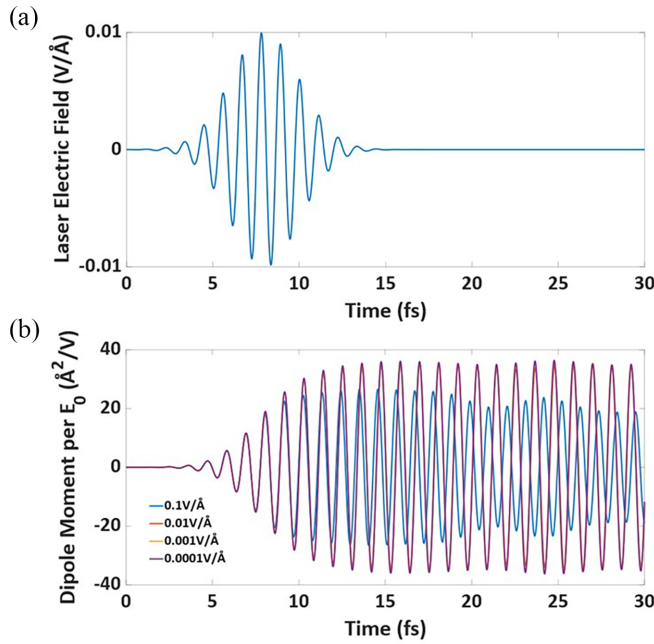 (a)
Laser Electric Field (V/Å)
0.01
0
-0.01
0 5 10 15 20 25 30
Time (fs)
(b)
Dipole Moment per E0 (Å2/V)
40
20
0
-20
-40
0.1V/Å
0.01V/Å
0.001V/Å
0.0001V/Å
0 5 10 15 20 25 30
Time (fs)